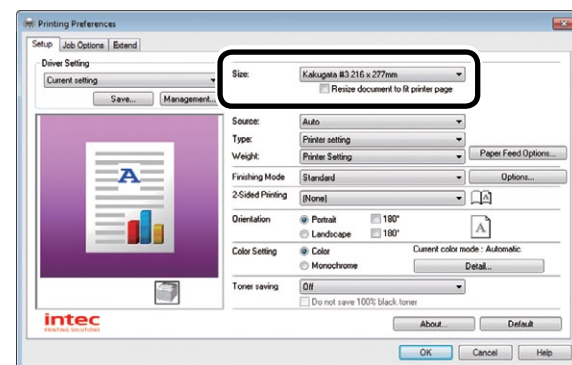 Printing Preferences
Setup Job Options Extend
Driver Setting
Current setting
Save... Management...
Size: Kakugata #3 216 x 277mm
Resize document to fit printer page
Source: Auto
Type: Printer setting
Weight: Printer Setting Paper Feed Options...
Finishing Mode Standard Options...
2-Sided Printing (None)
Orientation Portrait 180°
Landscape 180°
Color Setting Color Current color mode : Automatic
Monochrome Detail...
Toner saving Off
Do not save 100% black toner
A
A
intec
PRINTING SOLUTIONS
About... Default
OK Cancel Help